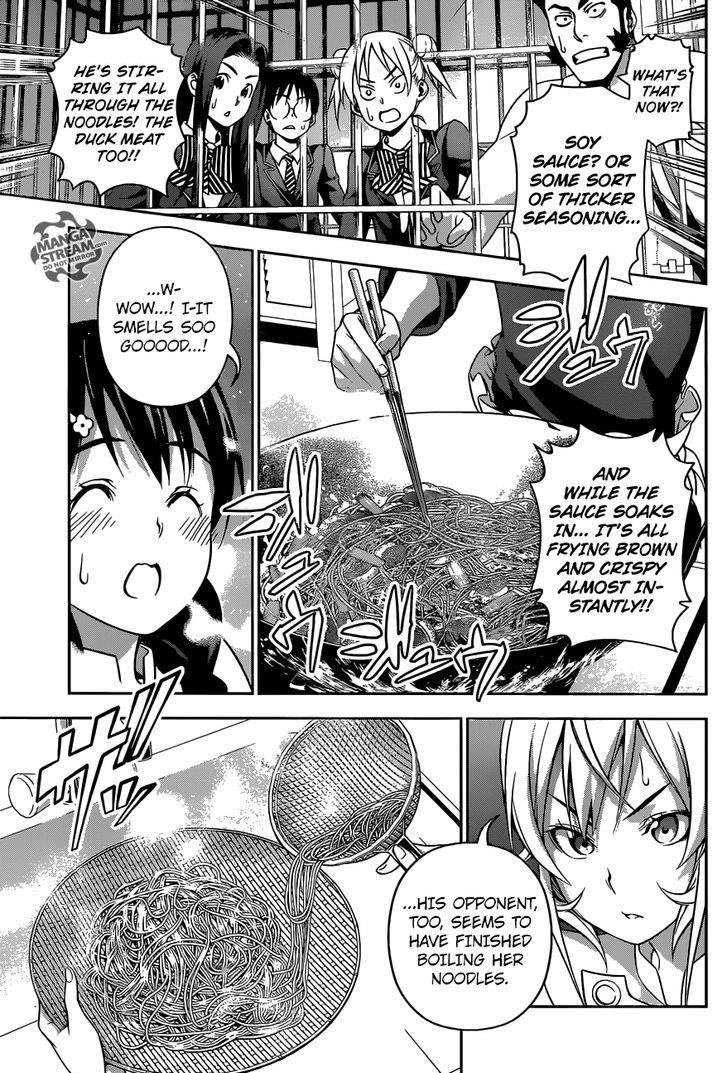 WHAT'S
THAT
NOW?!
SOY
SAUCE? OR
SOME SORT
OF THICKER
SEASONING...
HE'S STIR-
RING IT ALL
THROUGH THE
NOODLES! THE
DUCK MEAT
TOO!!
MANGA
STREAM.com
DO NOT MIRROR
ジュウ
AND
WHILE THE
SAUCE SOAKS
IN... IT'S ALL
FRYING BROWN
AND CRISPY
ALMOST IN-
STANTLY!!
ジュウ
ジュウ
...W-
WOW...! I-IT
SMELLS SOO
GOOOOD...!
...HIS OPPONENT,
TOO, SEEMS TO
HAVE FINISHED
BOILING HER
NOODLES.
ザッ